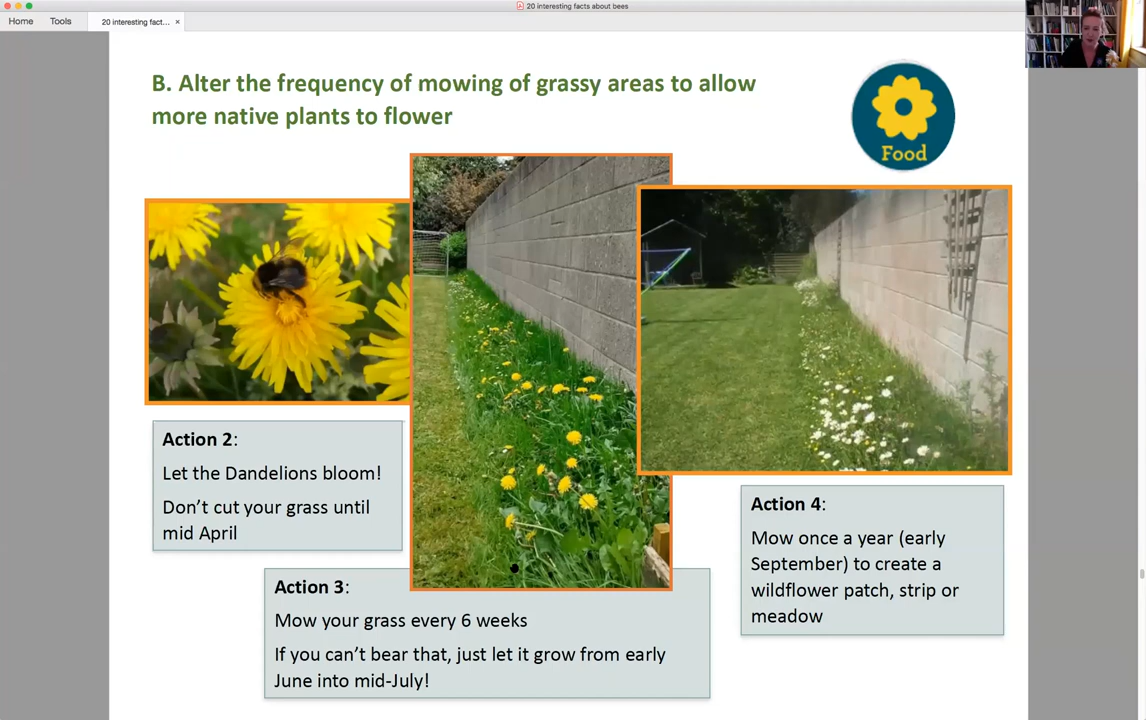 20 interesting facts about bees
Home
Tools
20 interesting fact...
×
B. Alter the frequency of mowing of grassy areas to allow
more native plants to flower
Food
Action 2:
Let the Dandelions bloom!
Don't cut your grass until
mid April
Action 3:
Mow your grass every 6 weeks
If you can't bear that, just let it grow from early
June into mid-July!
Action 4:
Mow once a year (early
September) to create a
wildflower patch, strip or
meadow